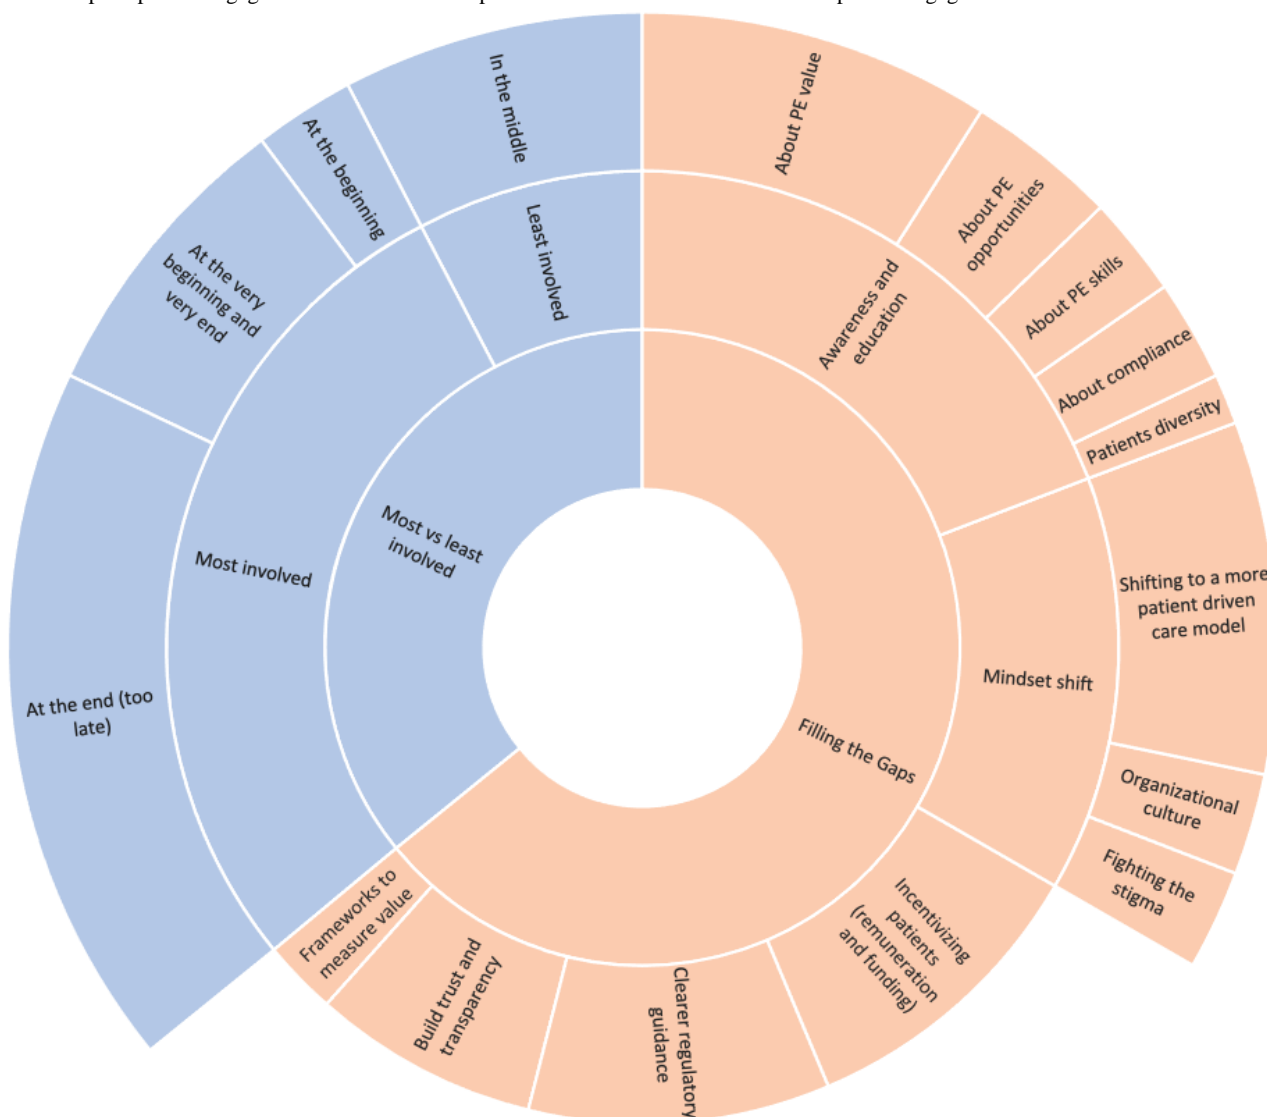 In the middle
At the beginning
At the very
beginning and
very end
At the end (too
late)
Least involved
Most involved
Most vs least
involved
About PE value
About PE
opportunities
About PE skills
About compliance
Patients diversity
Awareness and
education
Shifting to a more
patient driven
care model
Mindset shift
Organizational
culture
Fighting the
stigma
Filling the Gaps
Incentivizing
patients
(remuneration
and funding)
Clearer regulatory
guidance
Build trust and
transparency
Frameworks to
measure value